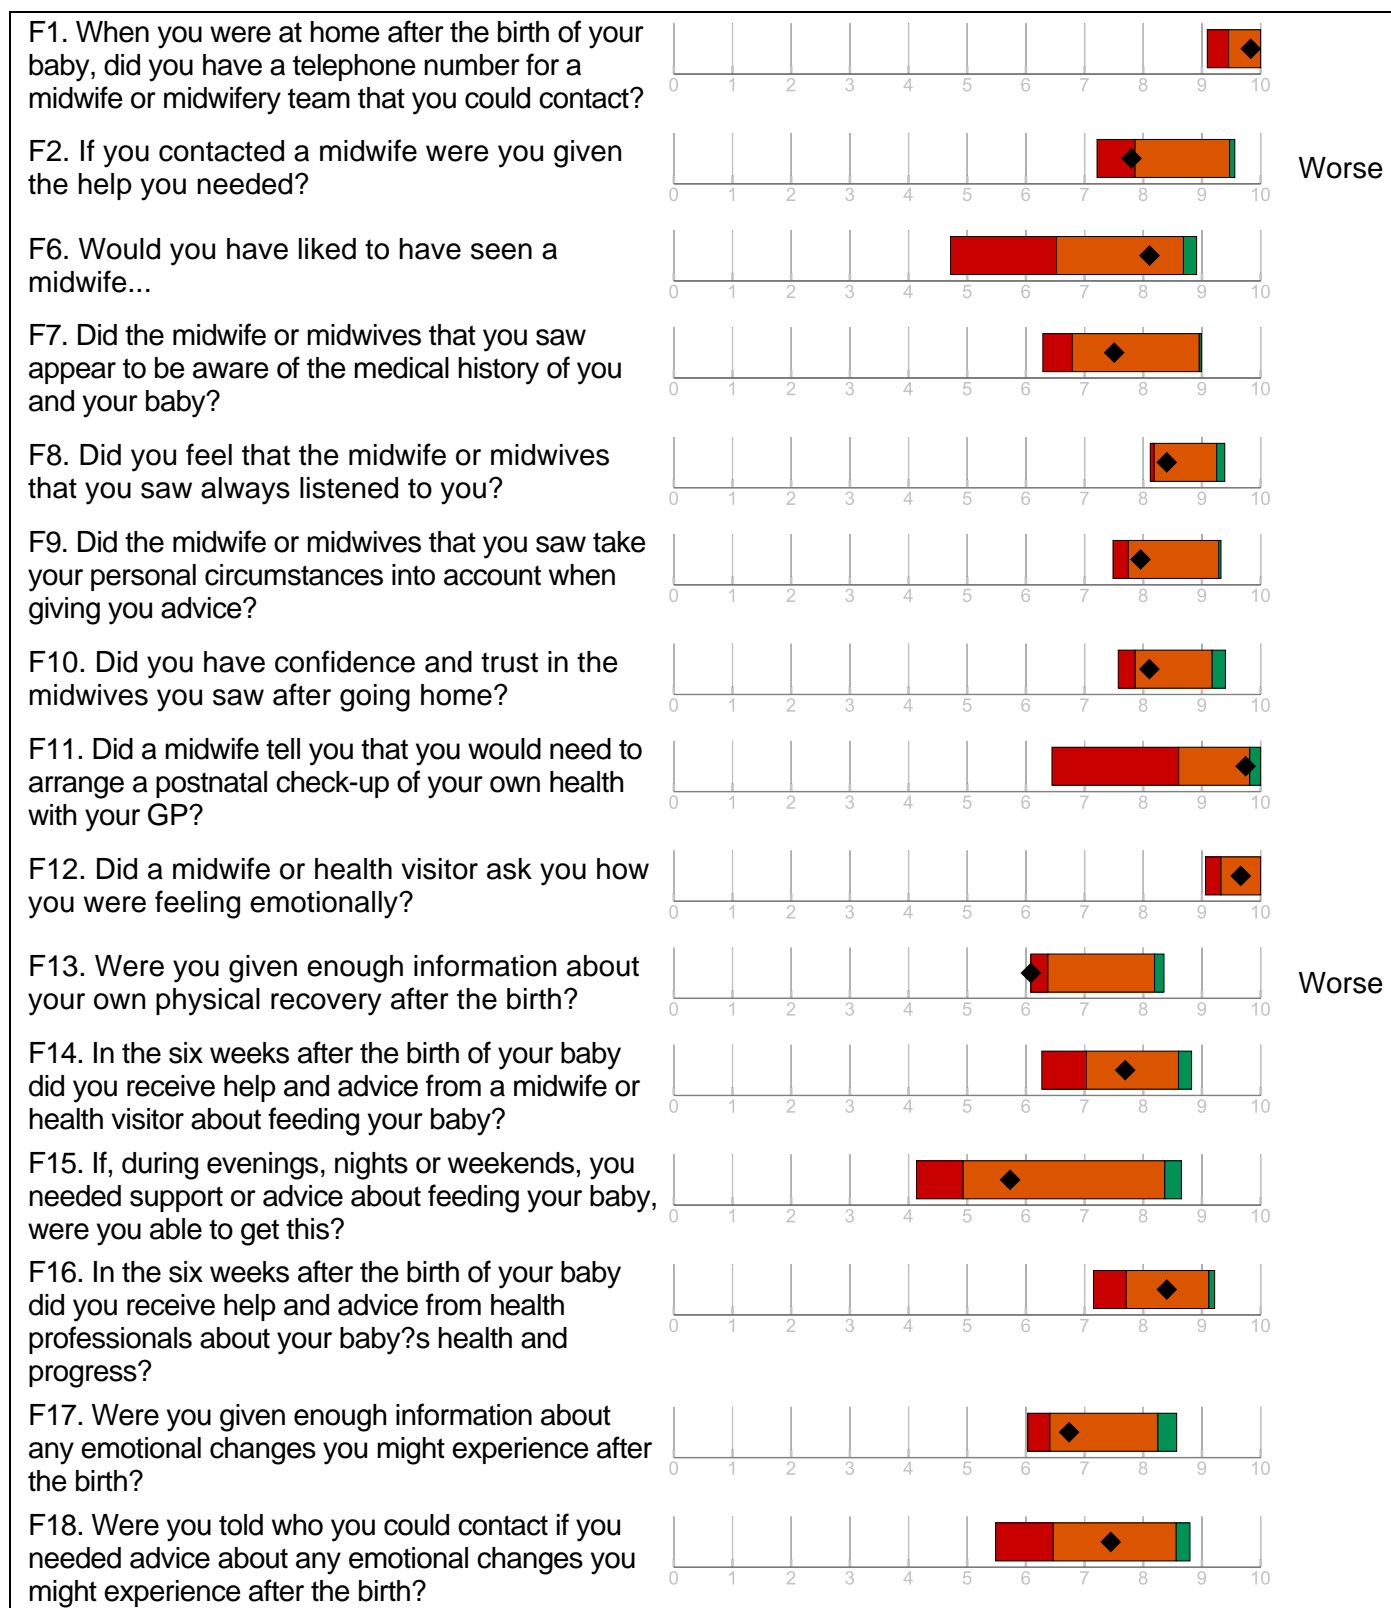 F1. When you were at home after the birth of your
baby, did you have a telephone number for a
midwife or midwifery team that you could contact?
0 1 2 3 4 5 6 7 8 9 10
F2. If you contacted a midwife were you given
the help you needed?
Worse
0 1 2 3 4 5 6 7 8 9 10
F6. Would you have liked to have seen a
midwife...
0 1 2 3 4 5 6 7 8 9 10
F7. Did the midwife or midwives that you saw
appear to be aware of the medical history of you
and your baby?
0 1 2 3 4 5 6 7 8 9 10
F8. Did you feel that the midwife or midwives
that you saw always listened to you?
0 1 2 3 4 5 6 7 8 9 10
F9. Did the midwife or midwives that you saw take
your personal circumstances into account when
giving you advice?
0 1 2 3 4 5 6 7 8 9 10
F10. Did you have confidence and trust in the
midwives you saw after going home?
0 1 2 3 4 5 6 7 8 9 10
F11. Did a midwife tell you that you would need to
arrange a postnatal check-up of your own health
with your GP?
0 1 2 3 4 5 6 7 8 9 10
F12. Did a midwife or health visitor ask you how
you were feeling emotionally?
0 1 2 3 4 5 6 7 8 9 10
F13. Were you given enough information about
your own physical recovery after the birth?
Worse
0 1 2 3 4 5 6 7 8 9 10
F14. In the six weeks after the birth of your baby
did you receive help and advice from a midwife or
health visitor about feeding your baby?
0 1 2 3 4 5 6 7 8 9 10
F15. If, during evenings, nights or weekends, you
needed support or advice about feeding your baby,
were you able to get this?
0 1 2 3 4 5 6 7 8 9 10
F16. In the six weeks after the birth of your baby
did you receive help and advice from health
professionals about your baby?s health and
progress?
0 1 2 3 4 5 6 7 8 9 10
F17. Were you given enough information about
any emotional changes you might experience after
the birth?
0 1 2 3 4 5 6 7 8 9 10
F18. Were you told who you could contact if you
needed advice about any emotional changes you
might experience after the birth?
0 1 2 3 4 5 6 7 8 9 10